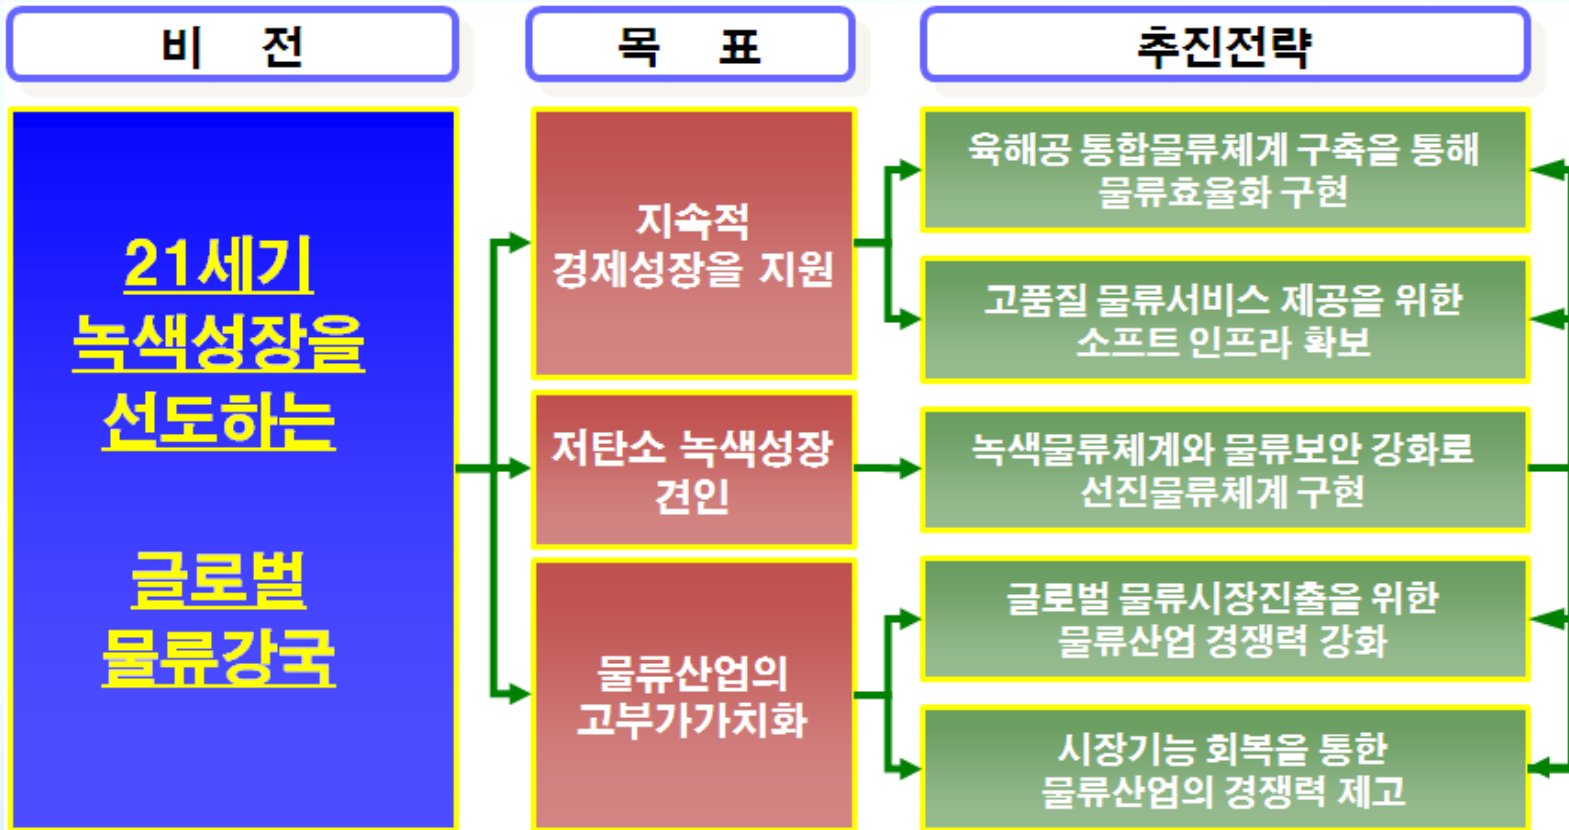 비 전
목 표
추진전략
21세기
녹색성장을
선도하는
글로벌
물류강국
지속적
경제성장을 지원
저탄소 녹색성장
견인
물류산업의
고부가가치화
육해공 통합물류체계 구축을 통해
물류효율화 구현
고품질 물류서비스 제공을 위한
소프트 인프라 확보
녹색물류체계와 물류보안 강화로
선진물류체계 구현
글로벌 물류시장진출을 위한
물류산업 경쟁력 강화
시장기능 회복을 통한
물류산업의 경쟁력 제고